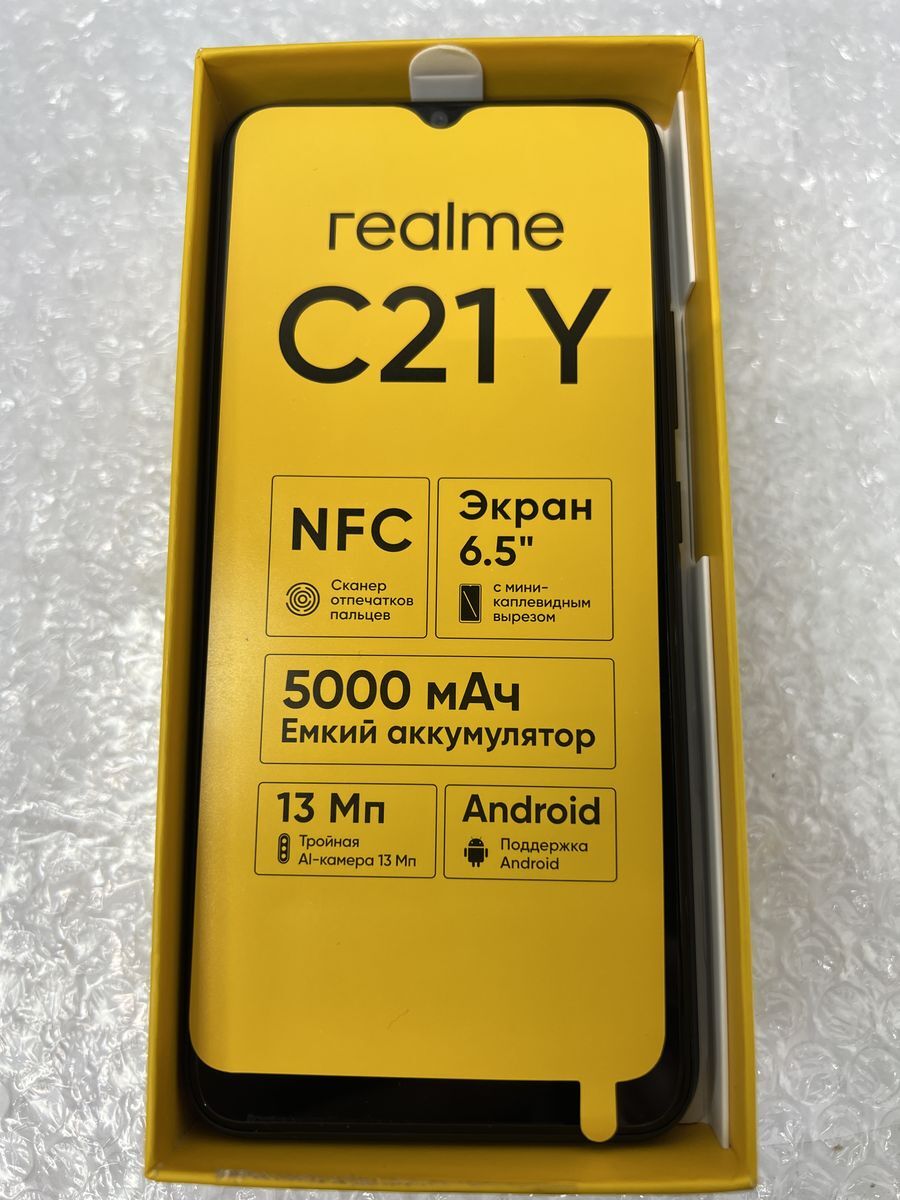 realme
C21Y
NFC
Сканер
отпечатков
пальцев
Экран
6.5"
с мини-
каплевидным
вырезом
5000 мАч
Емкий аккумулятор
13 Мп
Тройная
AI-камера 13 Мп
Android
Поддержка
Android